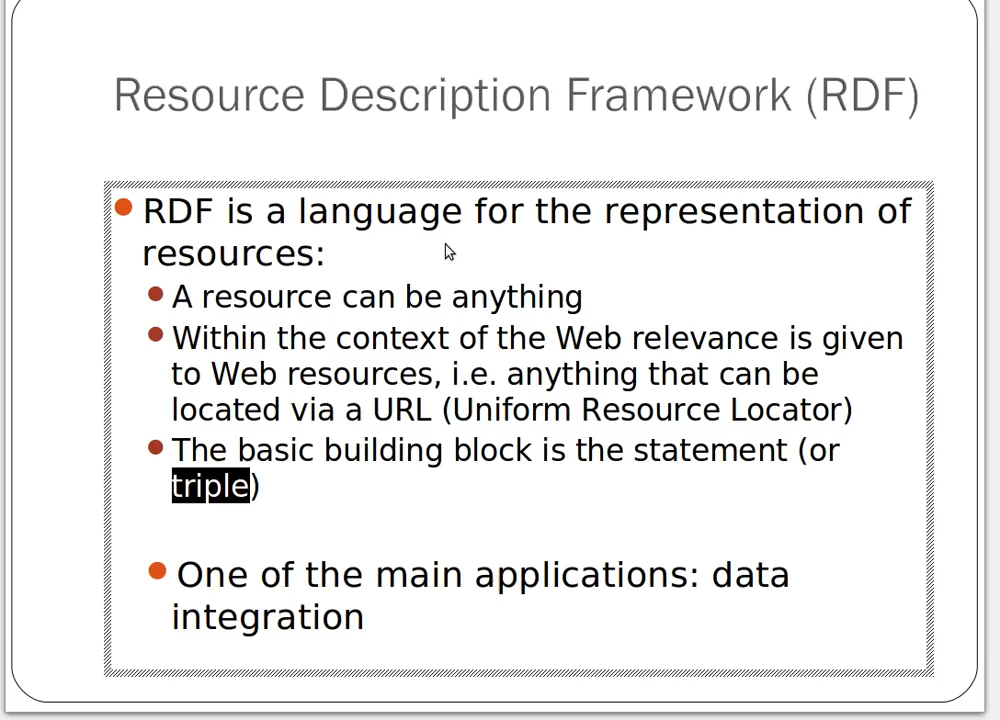 Resource Description Framework (RDF)
RDF is a language for the representation of
resources:
A resource can be anything
Within the context of the Web relevance is given
to Web resources, i.e. anything that can be
located via a URL (Uniform Resource Locator)
The basic building block is the statement (or
triple)
One of the main applications: data
integration